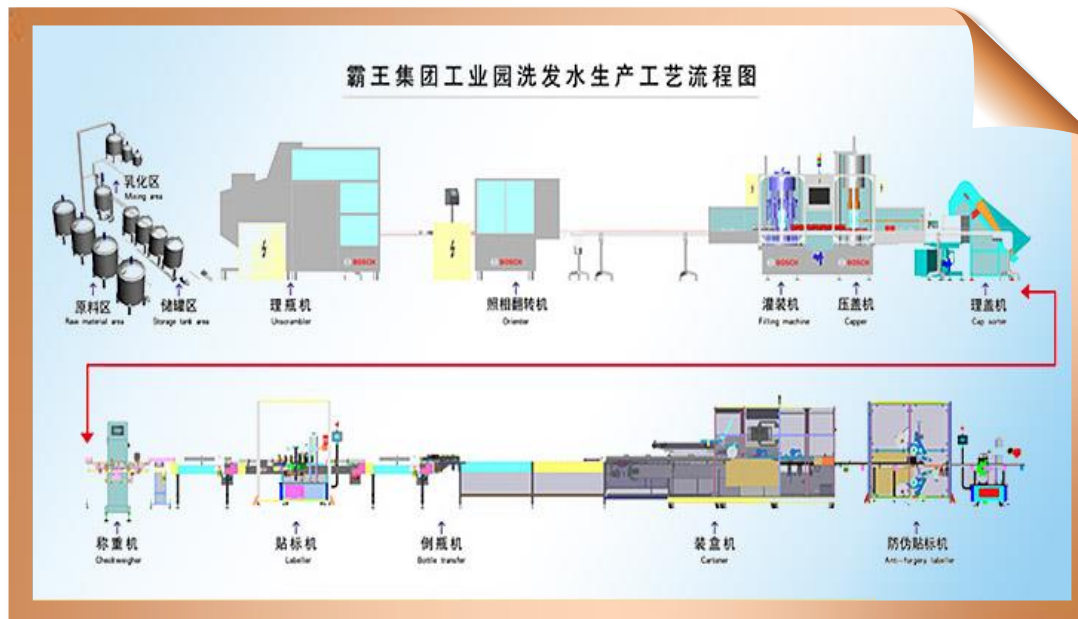 霸王集团工业园洗发水生产工艺流程图
乳化区
Mixing area
原料区
Raw material area
储罐区
Storage tank area
理瓶机
Unscrambler
BOSCH
照相翻转机
Orienter
BOSCH
灌装机
Filling machine
BOSCH
压盖机
Capper
BOSCH
理盖机
Cap sorter
称重机
Checkweigher
贴标机
Labeller
倒瓶机
Bottle transfer
装盒机
Cartoner
防伪贴标机
Anti-forgery labeller